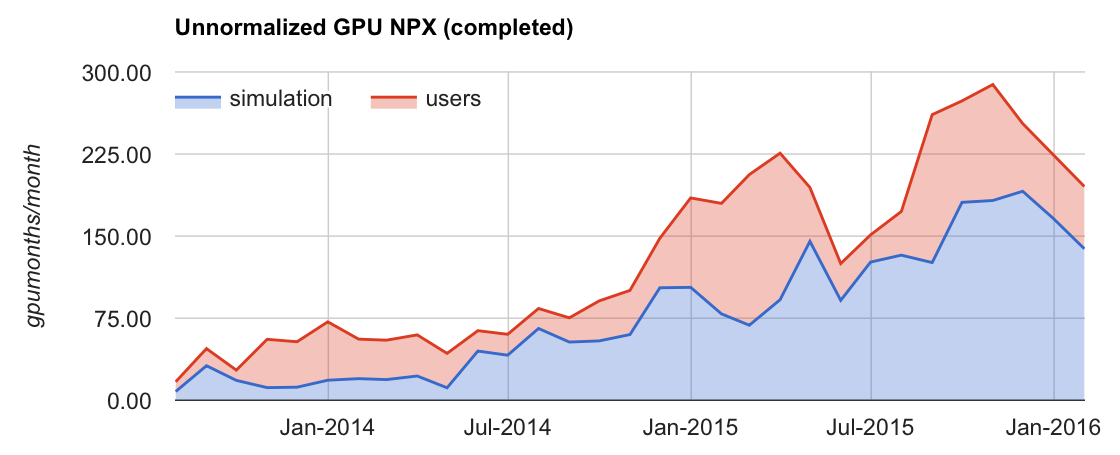 Unnormalized GPU NPX (completed)
300.00
simulation users
gpumonths/month
225.00
150.00
75.00
0.00
Jan-2014 Jul-2014 Jan-2015 Jul-2015 Jan-2016